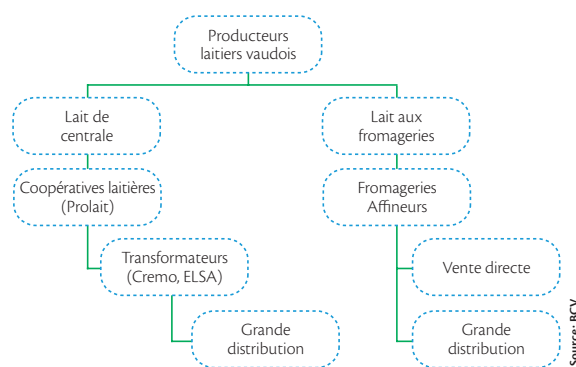 Producteurs
laitiers vaudois
Lait de
centrale
Lait aux
fromageries
Coopératives laitières
(Prolait)
Fromageries
Affineurs
Transformateurs
(Cremo, ELSA)
Vente directe
Grande
distribution
Grande
distribution
Source: BCV